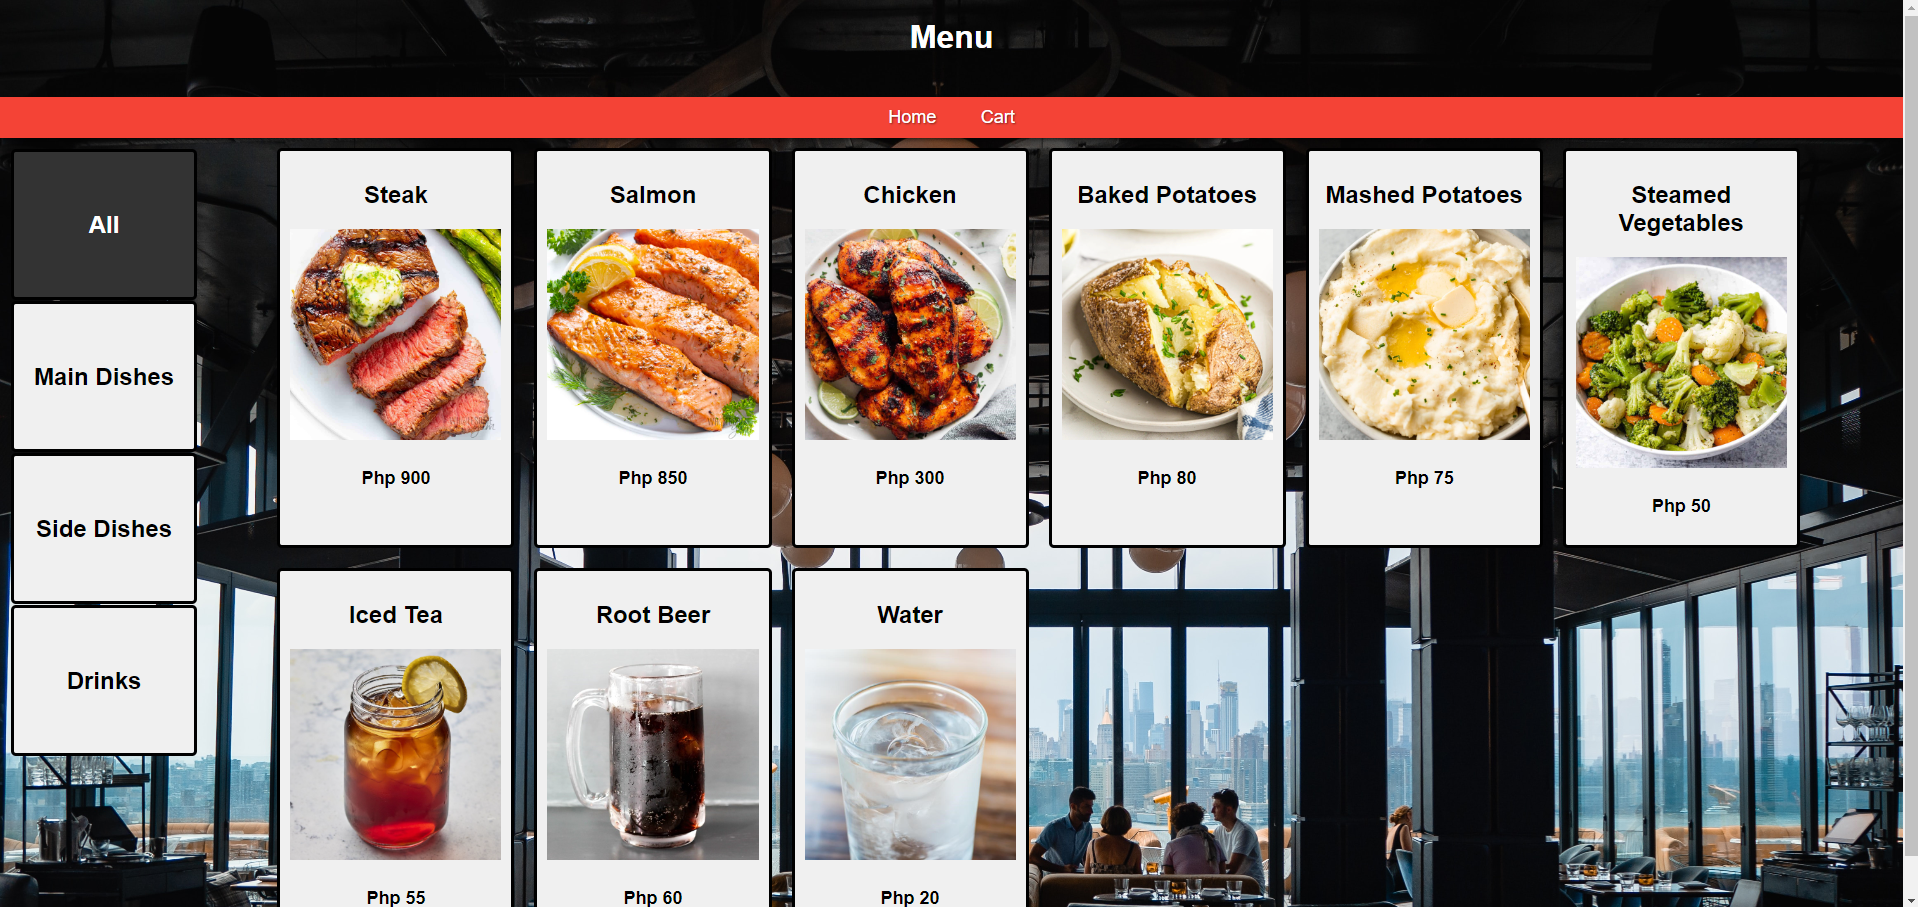 Menu
Home
Cart
All
Main Dishes
Side Dishes
Drinks
Steak
Php 900
Salmon
Php 850
Chicken
Php 300
Baked Potatoes
Php 80
Mashed Potatoes
Php 75
Steamed
Vegetables
Php 50
Iced Tea
Php 55
Root Beer
Php 60
Water
Php 20